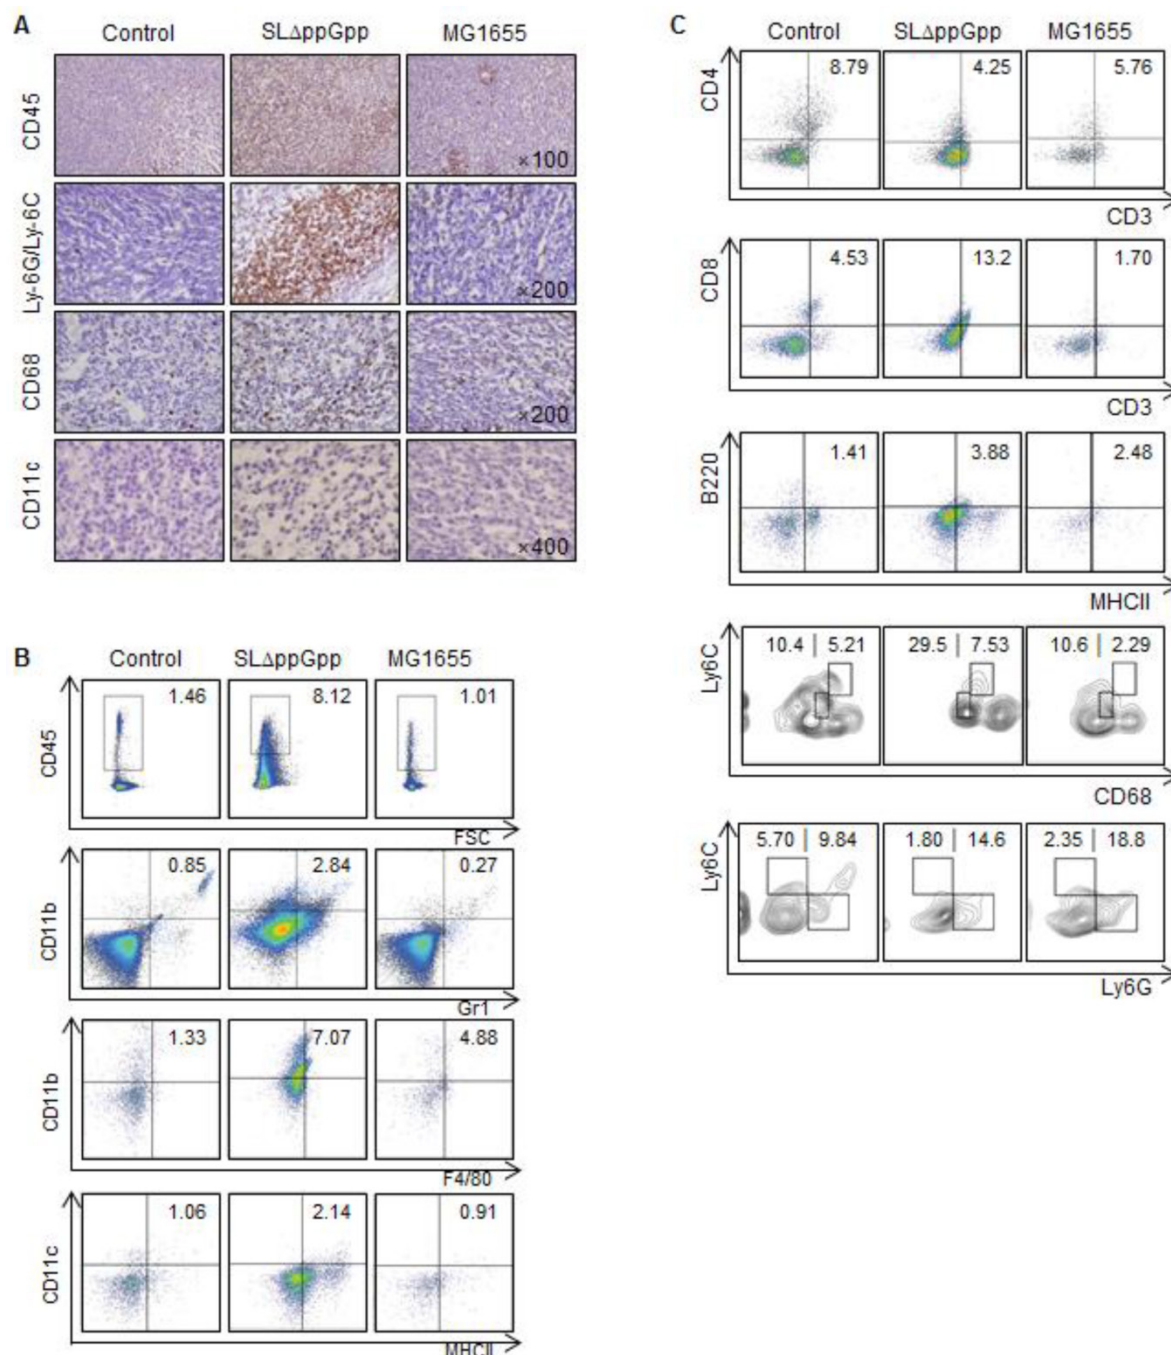 A
Control SLΔppGpp MG1655
CD45
×100
Ly-6G/Ly-6C
×200
CD68
×200
CD11c
×400
B
Control SLΔppGpp MG1655
CD45
1.46 8.12 1.01
FSC
CD11b
0.85 2.84 0.27
Gr1
CD11b
1.33 7.07 4.88
F4/80
CD11c
1.06 2.14 0.91
MHCII
C
Control SLΔppGpp MG1655
CD4
8.79 4.25 5.76
CD3
CD8
4.53 13.2 1.70
CD3
B220
1.41 3.88 2.48
MHCII
Ly6C
10.4 | 5.21 29.5 | 7.53 10.6 | 2.29
CD68
Ly6C
5.70 | 9.84 1.80 | 14.6 2.35 | 18.8
Ly6G